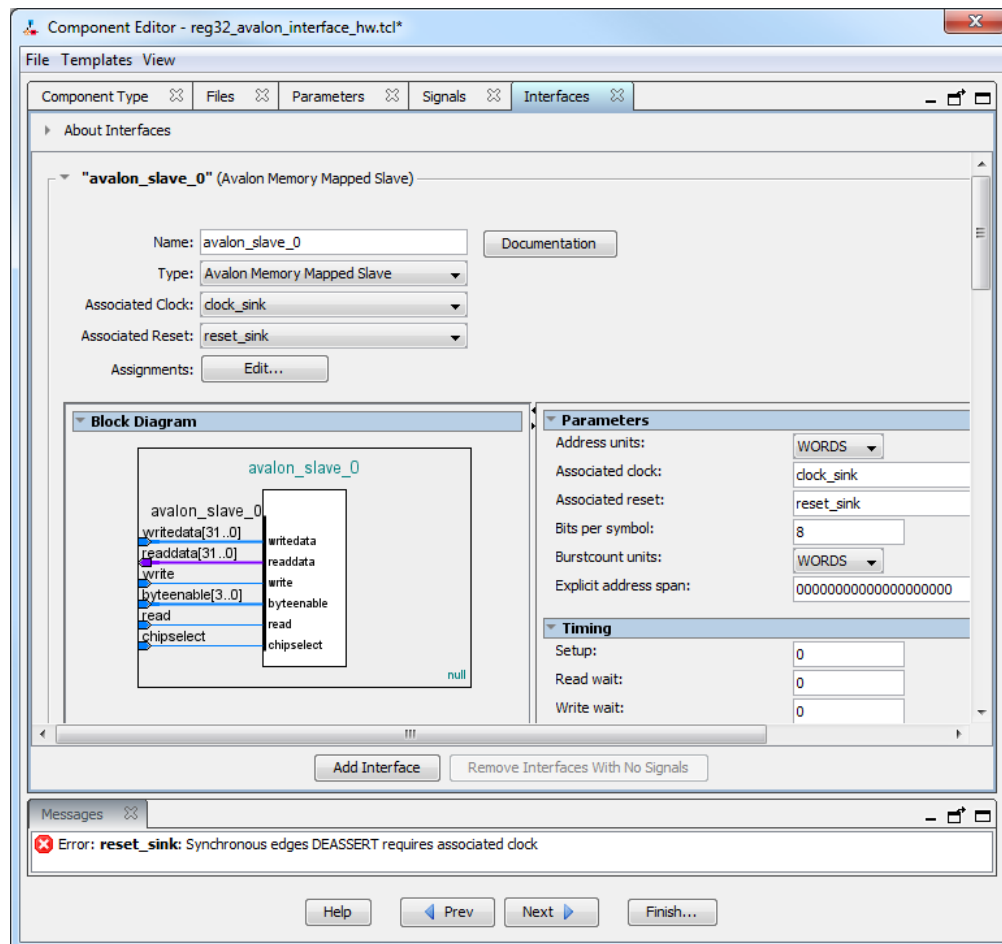 Component Editor - reg32_avalon_interface_hw.tcl*
File Templates View
Component Type Files Parameters Signals Interfaces
About Interfaces
"avalon_slave_0" (Avalon Memory Mapped Slave)
Name: avalon_slave_0 Documentation
Type: Avalon Memory Mapped Slave
Associated Clock: clock_sink
Associated Reset: reset_sink
Assignments: Edit...
Block Diagram
avalon_slave_0
avalon_slave_0
writedata[31..0] writedata
readdata[31..0] readdata
write write
byteenable[3..0] byteenable
read read
chipselect chipselect
null
Parameters
Address units: WORDS
Associated clock: clock_sink
Associated reset: reset_sink
Bits per symbol: 8
Burstcount units: WORDS
Explicit address span: 00000000000000000000
Timing
Setup: 0
Read wait: 0
Write wait: 0
Add Interface Remove Interfaces With No Signals
Messages
Error: reset_sink: Synchronous edges DEASSERT requires associated clock
Help Prev Next Finish...